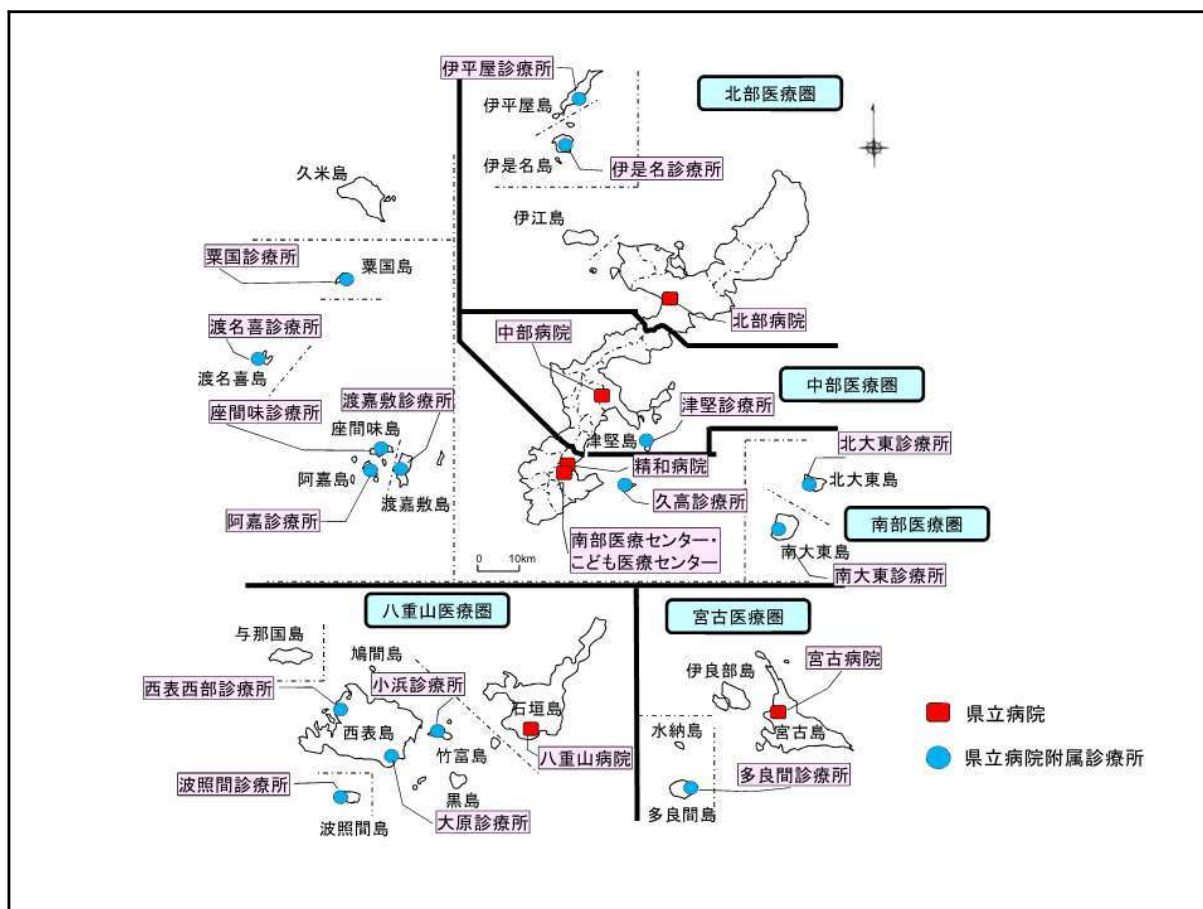 伊平屋診療所
伊平屋島
北部医療圏
伊是名島
伊是名診療所
久米島
伊江島
粟国診療所
粟国島
北部病院
渡名喜診療所
渡名喜島
中部病院
中部医療圏
座間味診療所
渡嘉敷診療所
座間味島
阿嘉島
渡嘉敷島
阿嘉診療所
津堅診療所
津堅島
精和病院
久高診療所
北大東診療所
北大東島
南部医療圏
南大東島
南大東診療所
南部医療センター・
こども医療センター
0 10km
八重山医療圏
与那国島
鳩間島
西表西部診療所
小浜診療所
石垣島
西表島
竹富島
八重山病院
波照間診療所
黒島
波照間島
大原診療所
宮古医療圏
宮古病院
伊良部島
水納島
宮古島
多良間診療所
多良間島
県立病院
県立病院附属診療所